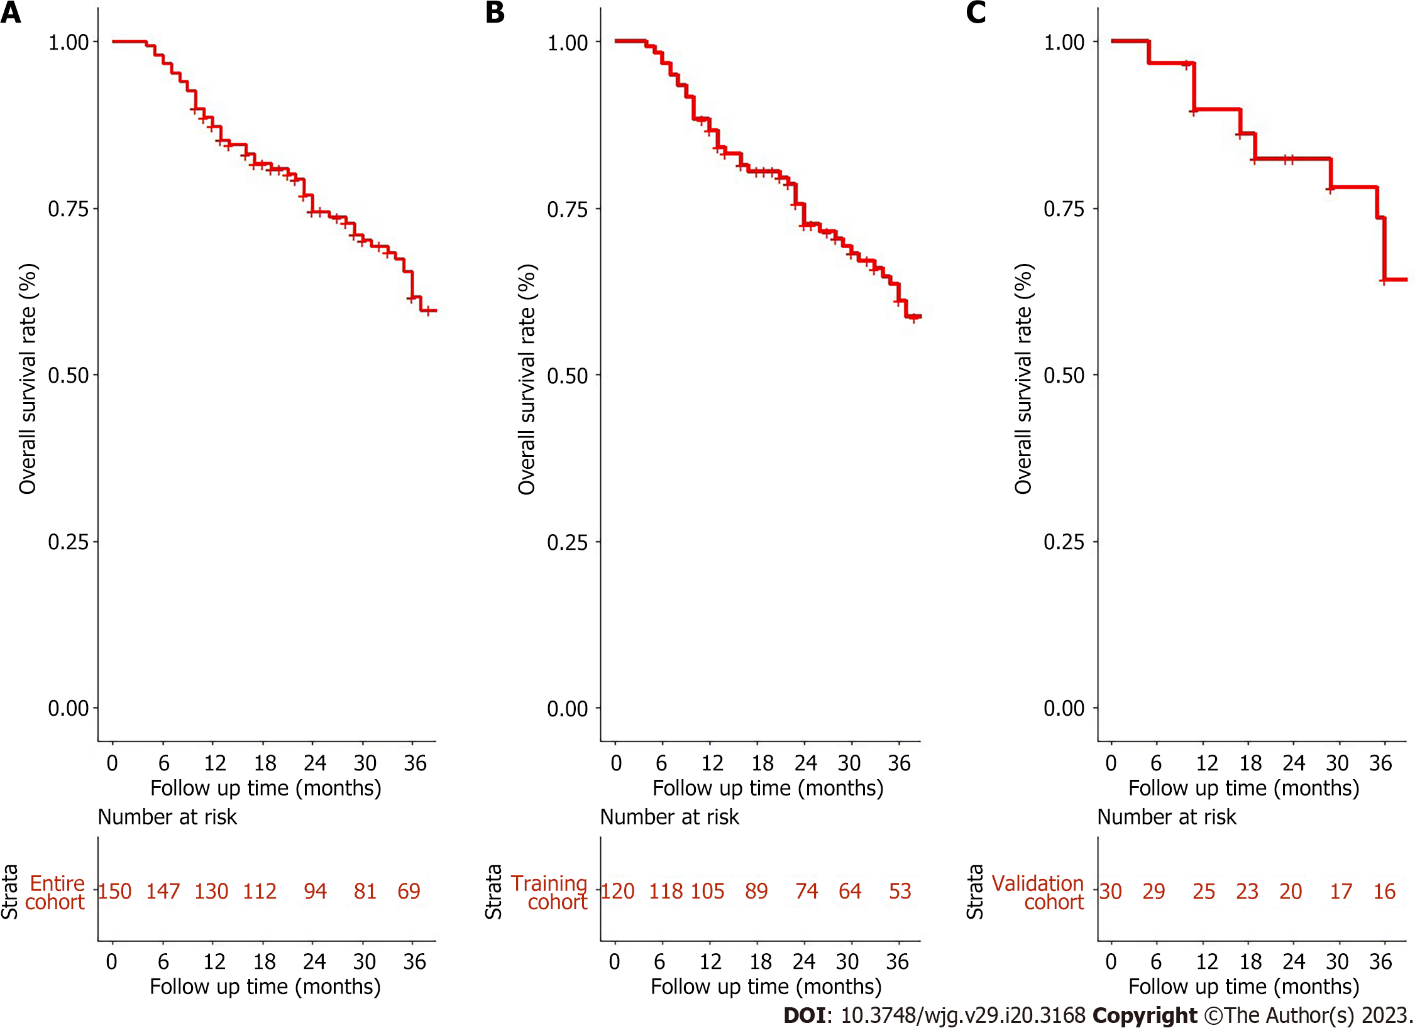 A
Overall survival rate (%)
1.00
0.75
0.50
0.25
0.00
0 6 12 18 24 30 36
Follow up time (months)
Number at risk
Strata
Entire
cohort
150 147 130 112 94 81 69
0 6 12 18 24 30 36
Follow up time (months)
B
Overall survival rate (%)
1.00
0.75
0.50
0.25
0.00
0 6 12 18 24 30 36
Follow up time (months)
Number at risk
Strata
Training
cohort
120 118 105 89 74 64 53
0 6 12 18 24 30 36
Follow up time (months)
C
Overall survival rate (%)
1.00
0.75
0.50
0.25
0.00
0 6 12 18 24 30 36
Follow up time (months)
Number at risk
Strata
Validation
cohort
30 29 25 23 20 17 16
0 6 12 18 24 30 36
Follow up time (months)
DOI: 10.3748/wjg.v29.i20.3168 Copyright ©The Author(s) 2023.